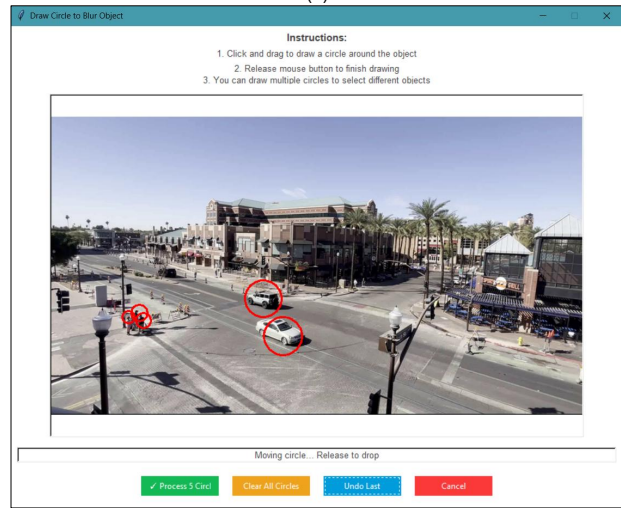 Draw Circle to Blur Object
Instructions:
1. Click and drag to draw a circle around the object
2. Release mouse button to finish drawing
3. You can draw multiple circles to select different objects
Moving circle... Release to drop
✓ Process 5 Circl
Clear All Circles
Undo Last
Cancel